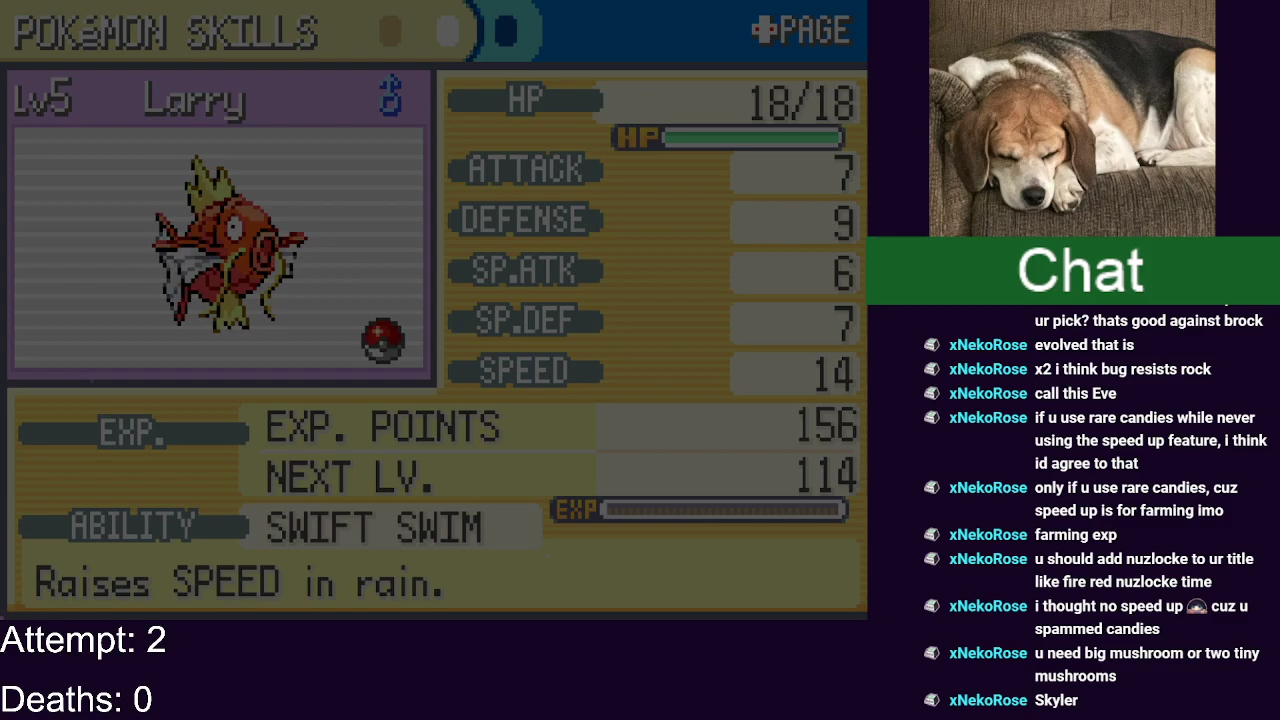 POKéMON SKILLS
PAGE
Lv5 Larry ♂
HP 18/18
HP
ATTACK 7
DEFENSE 9
SP.ATK 6
SP.DEF 7
SPEED 14
EXP. EXP. POINTS 156
NEXT LV. 114
EXP
ABILITY SWIFT SWIM
Raises SPEED in rain.
Attempt: 2
Deaths: 0
Chat
ur pick? thats good against brock
xNekoRose evolved that is
xNekoRose x2 i think bug resists rock
xNekoRose call this Eve
xNekoRose if u use rare candies while never
using the speed up feature, i think
id agree to that
xNekoRose only if u use rare candies, cuz
speed up is for farming imo
xNekoRose farming exp
xNekoRose u should add nuzlocke to ur title
like fire red nuzlocke time
xNekoRose i thought no speed up cuz u
spammed candies
xNekoRose u need big mushroom or two tiny
mushrooms
xNekoRose Skyler